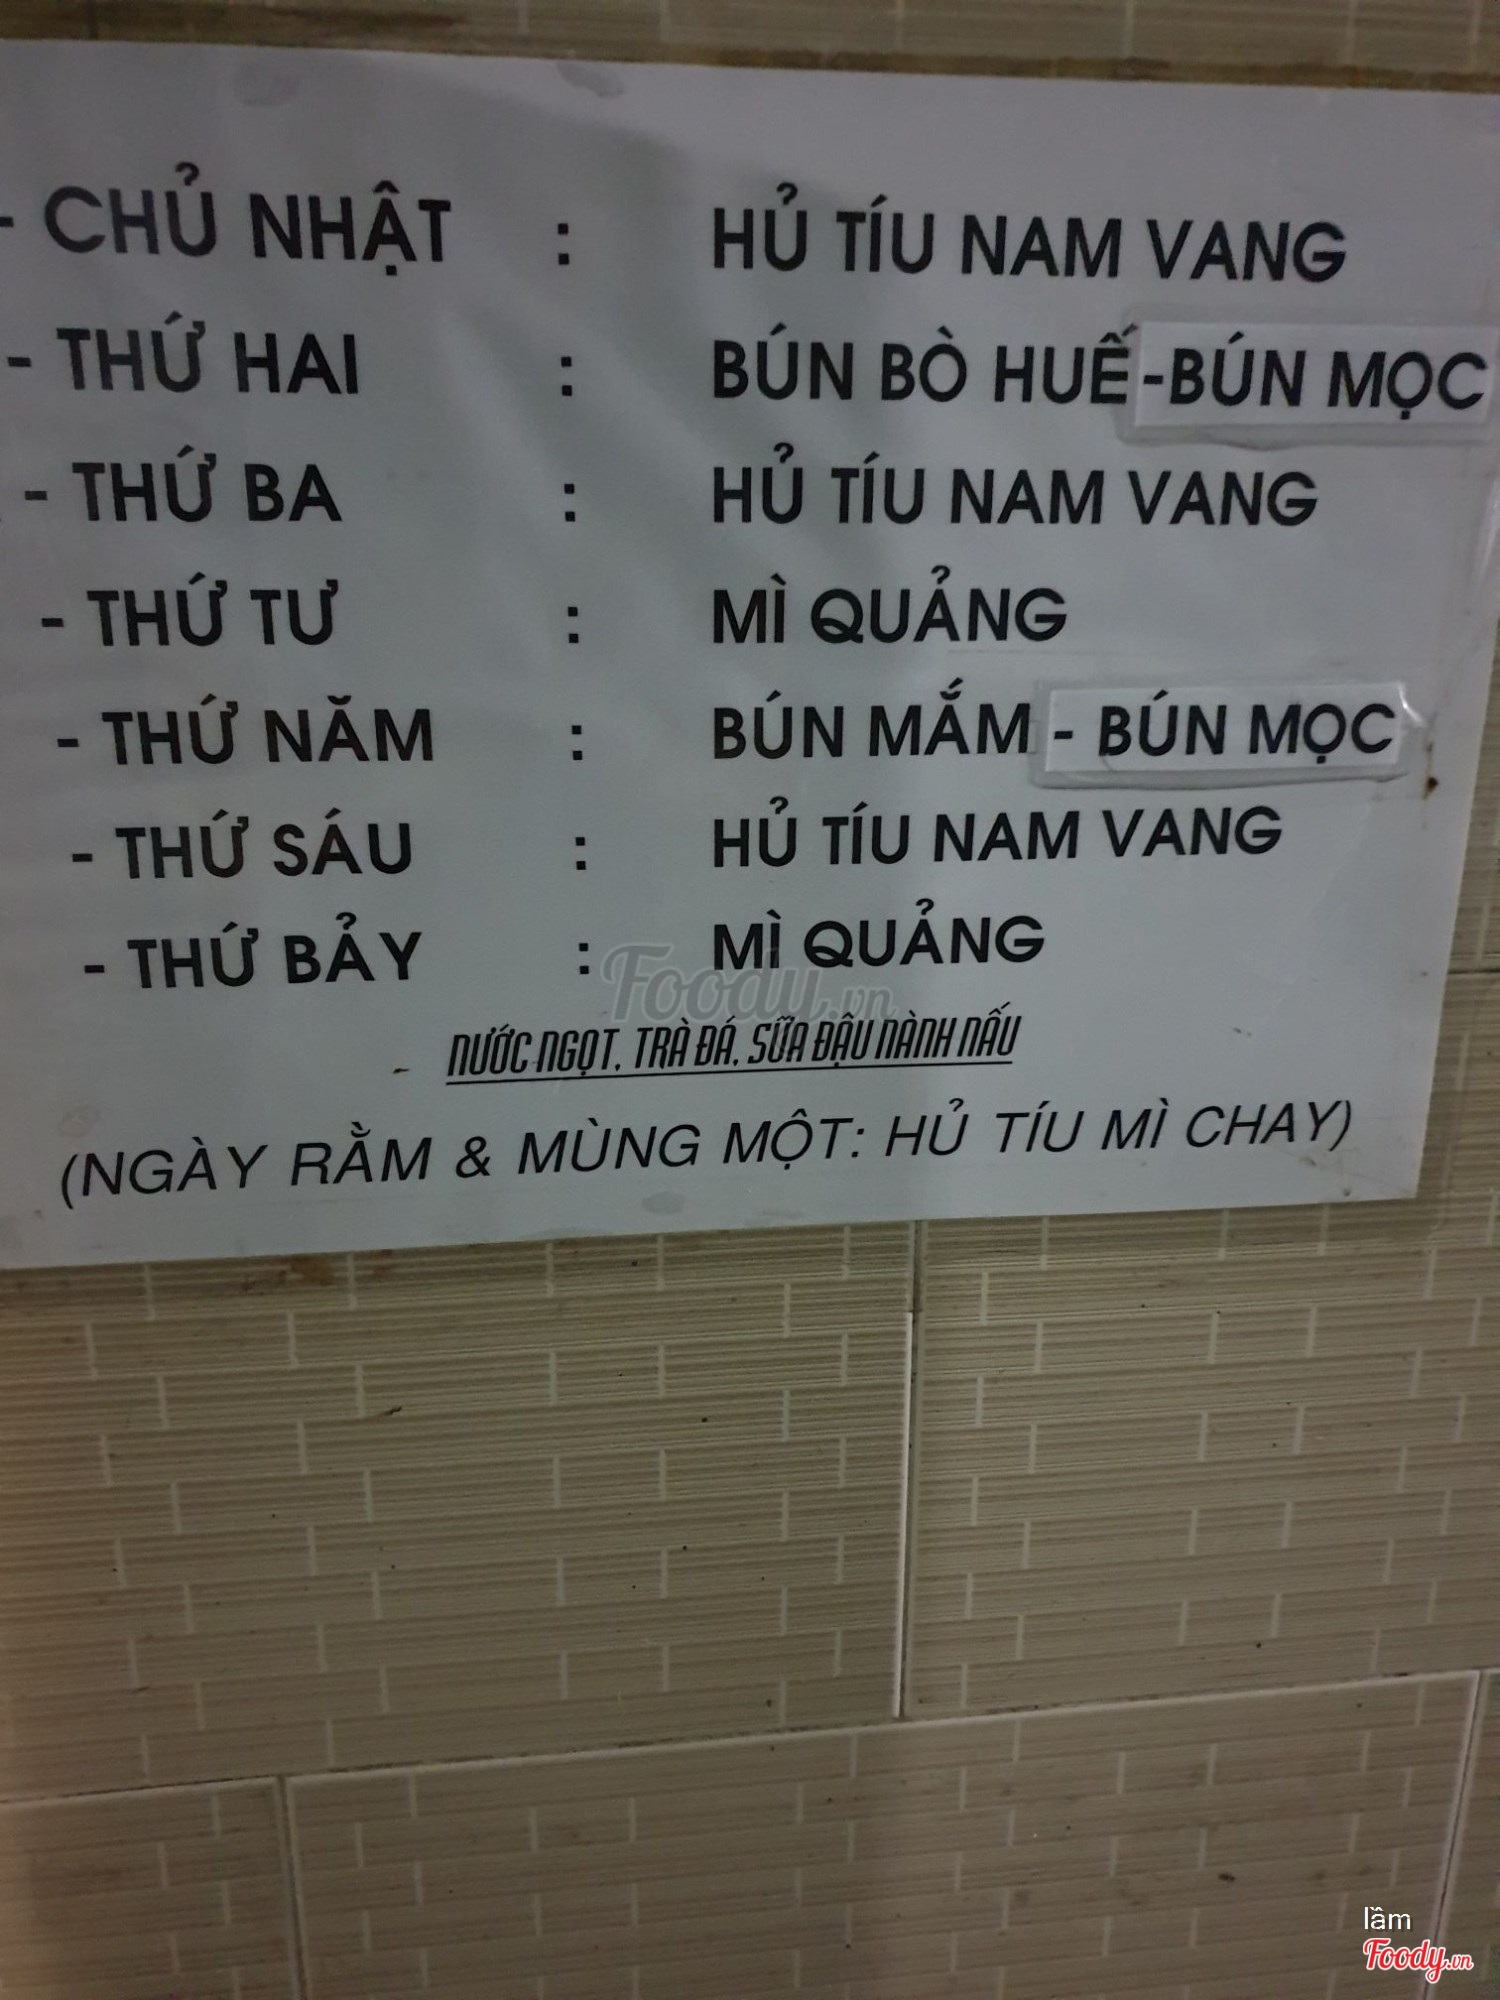 - CHỦ NHẬT : HỦ TÍU NAM VANG
- THỨ HAI : BÚN BÒ HUẾ -BÚN MỌC
- THỨ BA : HỦ TÍU NAM VANG
- THỨ TƯ : MÌ QUẢNG
- THỨ NĂM : BÚN MẮM - BÚN MỌC
- THỨ SÁU : HỦ TÍU NAM VANG
- THỨ BẢY : MÌ QUẢNG
Foody.vn
- NƯỚC NGỌT, TRÀ ĐÁ, SỮA ĐẬU NÀNH NẤU
(NGÀY RẰM & MÙNG MỘT: HỦ TÍU MÌ CHAY)
lầm
Foody.vn